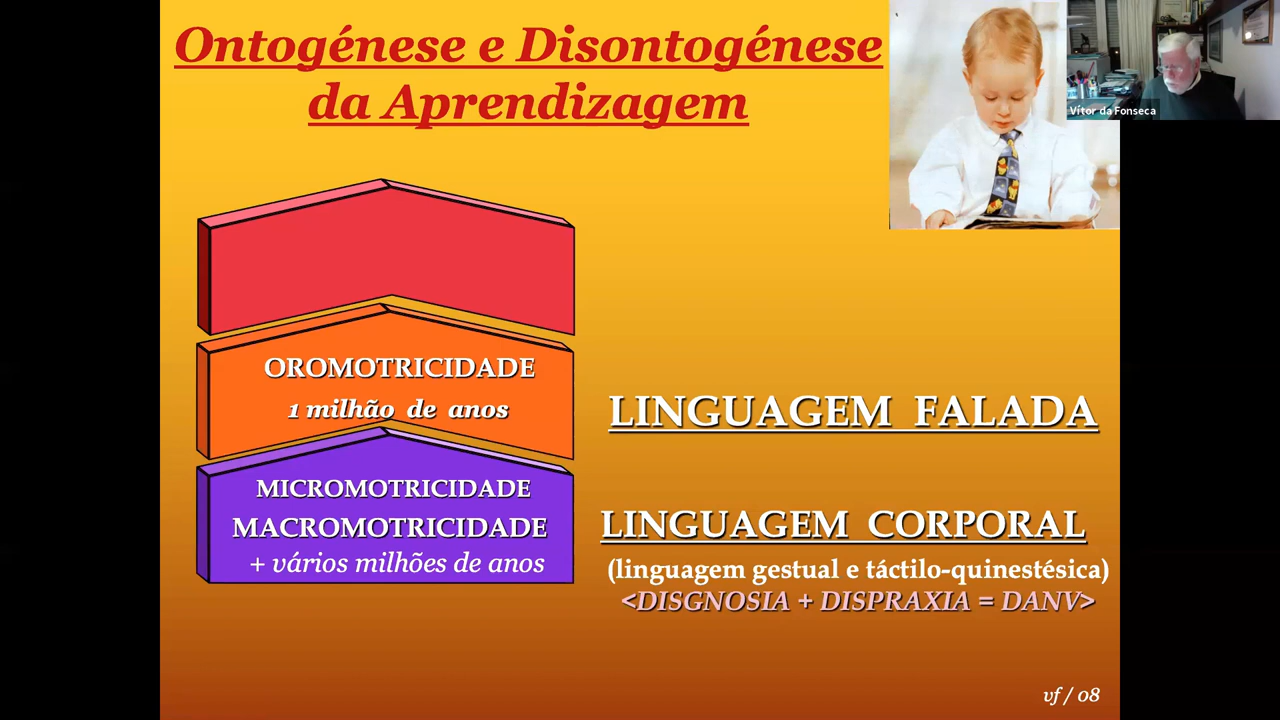 Ontogénese e Disontogénese
da Aprendizagem
Vítor da Fonseca
OROMOTRICIDADE
1 milhão de anos
LINGUAGEM FALADA
MICROMOTRICIDADE
MACROMOTRICIDADE
+ vários milhões de anos
LINGUAGEM CORPORAL
(linguagem gestual e táctilo-quinestésica)
<DISGNOSIA + DISPRAXIA = DANV>
vf / 08